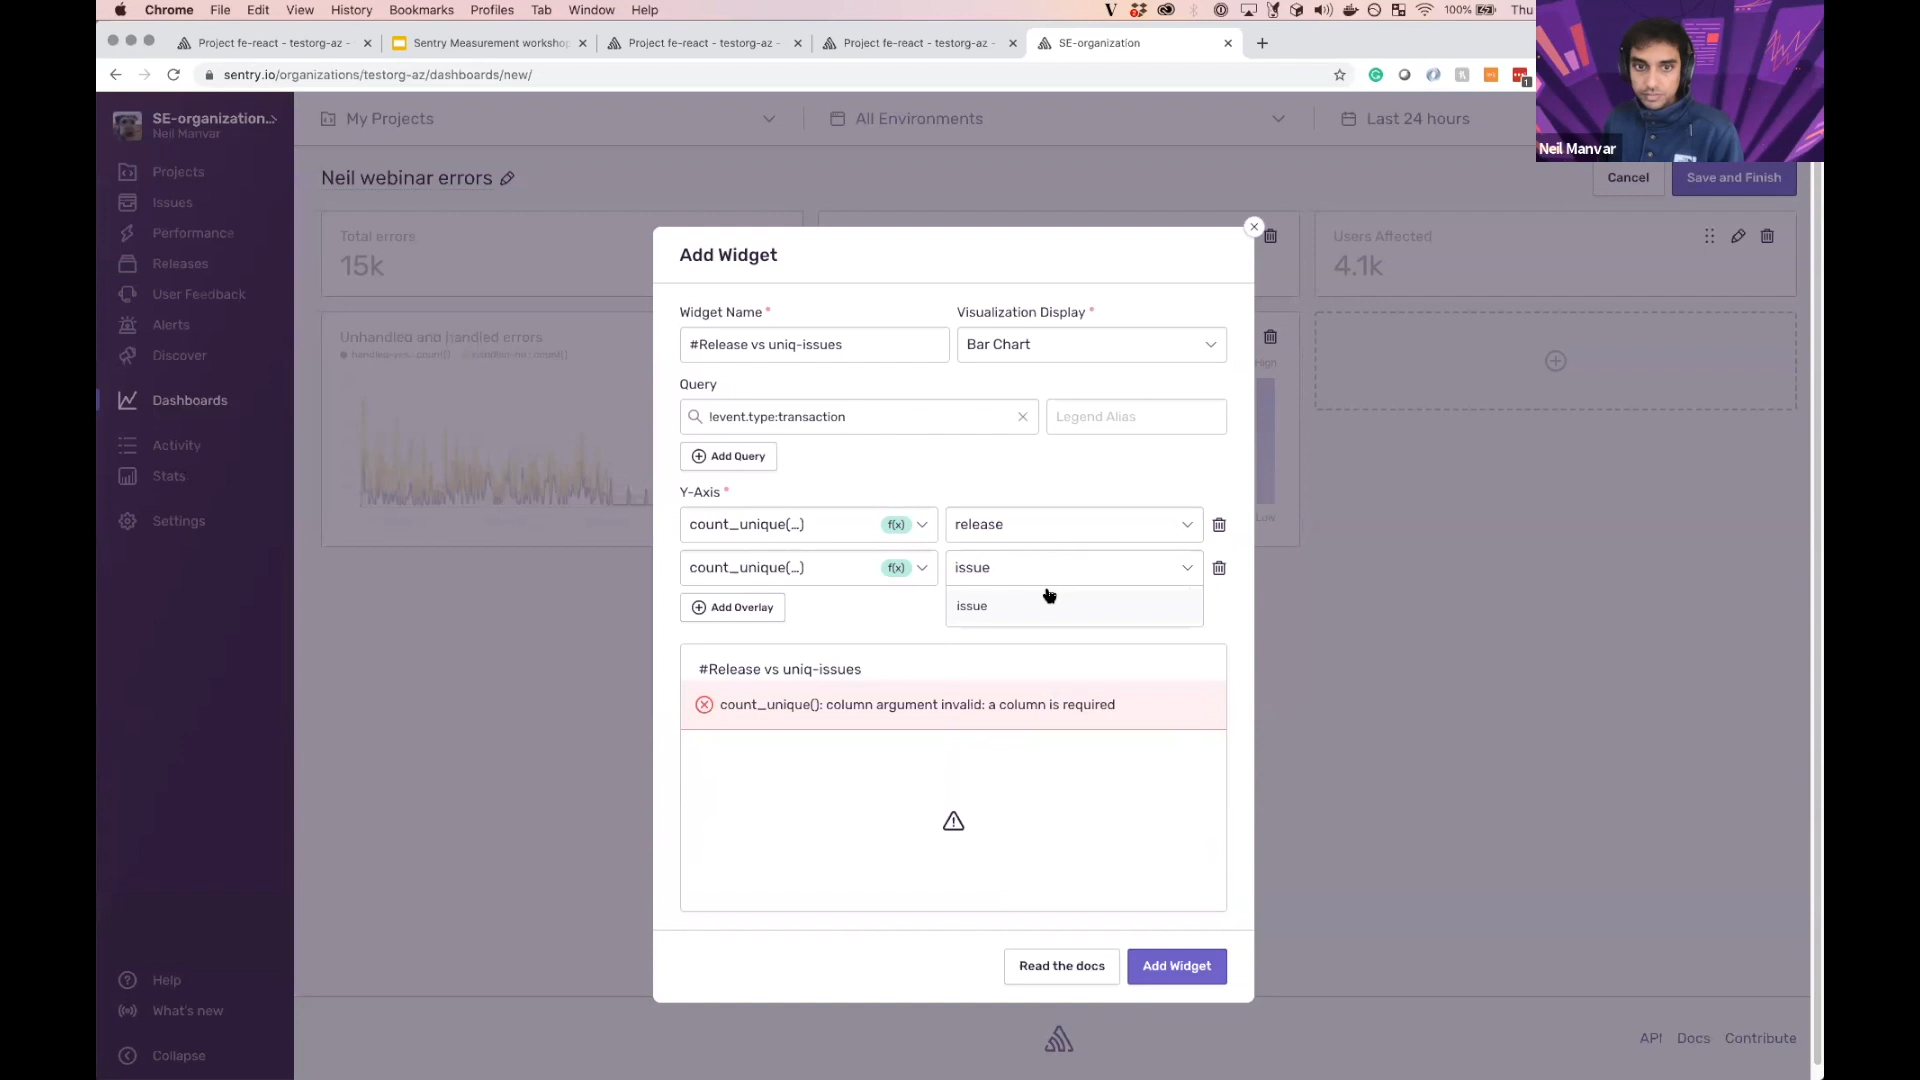 Chrome File Edit View History Bookmarks Profiles Tab Window Help
100% Thu
Project fe-react - testorg-az -
Sentry Measurement workshop
Project fe-react - testorg-az -
Project fe-react - testorg-az -
SE-organization
sentry.io/organizations/testorg-az/dashboards/new/
Neil Manvar
SE-organization...
Neil Manvar
Projects
Issues
Performance
Releases
User Feedback
Alerts
Discover
Dashboards
Activity
Stats
Settings
Help
What's new
Collapse
My Projects
All Environments
Last 24 hours
Neil webinar errors
Cancel
Save and Finish
Total errors
15k
Users Affected
4.1k
Unhandled and handled errors
Low
Add Widget
Widget Name *
Visualization Display *
#Release vs uniq-issues
Bar Chart
Query
!event.type:transaction
Legend Alias
Add Query
Y-Axis *
count_unique(...) f(x)
release
count_unique(...) f(x)
issue
Add Overlay
issue
#Release vs uniq-issues
count_unique(): column argument invalid: a column is required
Read the docs
Add Widget
API Docs Contribute